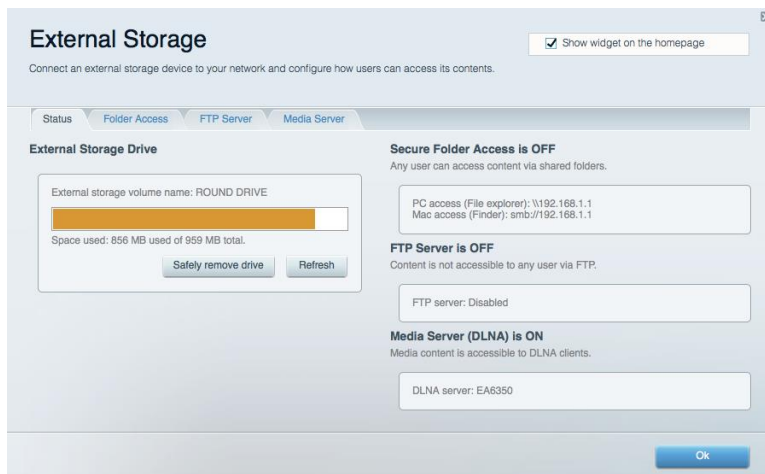 External Storage
Show widget on the homepage
Connect an external storage device to your network and configure how users can access its contents.
Status
Folder Access
FTP Server
Media Server
External Storage Drive
External storage volume name: ROUND DRIVE
Space used: 856 MB used of 959 MB total.
Safely remove drive
Refresh
Secure Folder Access is OFF
Any user can access content via shared folders.
PC access (File explorer): \\192.168.1.1
Mac access (Finder): smb://192.168.1.1
FTP Server is OFF
Content is not accessible to any user via FTP.
FTP server: Disabled
Media Server (DLNA) is ON
Media content is accessible to DLNA clients.
DLNA server: EA6350
Ok